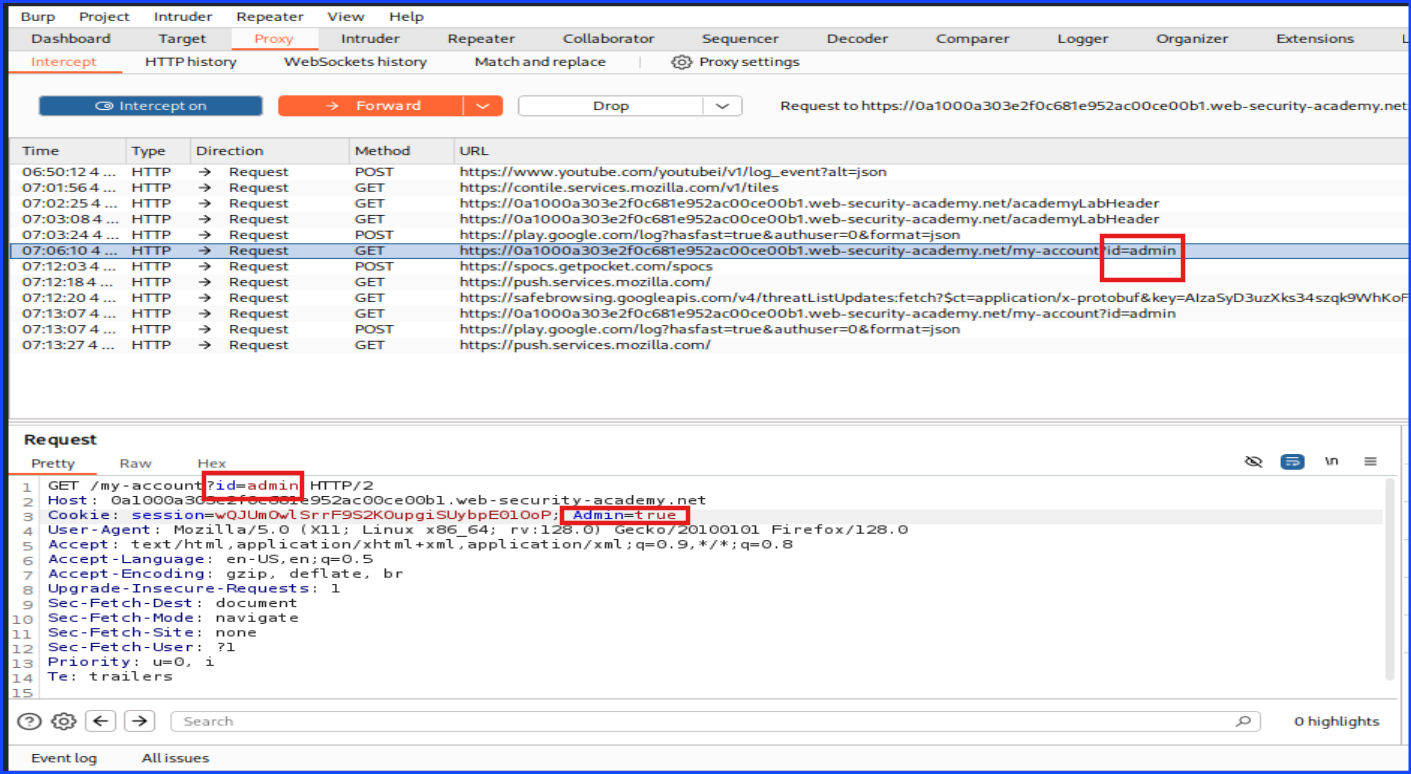 Burp Project Intruder Repeater View Help
Dashboard Target Proxy Intruder Repeater Collaborator Sequencer Decoder Comparer Logger Organizer Extensions L
Intercept HTTP history WebSockets history Match and replace Proxy settings
Intercept on Forward Drop Request to https://0a1000a303e2f0c681e952ac00ce00b1.web-security-academy.net
Time Type Direction Method URL
06:50:12 4 ... HTTP → Request POST https://www.youtube.com/youtubei/v1/log_event?alt=json
07:01:56 4 ... HTTP → Request GET https://contile.services.mozilla.com/v1/tiles
07:02:25 4 ... HTTP → Request GET https://0a1000a303e2f0c681e952ac00ce00b1.web-security-academy.net/academyLabHeader
07:03:08 4 ... HTTP → Request GET https://0a1000a303e2f0c681e952ac00ce00b1.web-security-academy.net/academyLabHeader
07:03:24 4 ... HTTP → Request POST https://play.google.com/log?hasfast=true&authuser=0&format=json
07:06:10 4 ... HTTP → Request GET https://0a1000a303e2f0c681e952ac00ce00b1.web-security-academy.net/my-account?id=admin
07:12:03 4 ... HTTP → Request POST https://spocs.getpocket.com/spocs
07:12:18 4 ... HTTP → Request GET https://push.services.mozilla.com/
07:12:20 4 ... HTTP → Request GET https://safebrowsing.googleapis.com/v4/threatListUpdates:fetch?$ct=application/x-protobuf&key=AIzaSyD3uzXks34szqk9WhKoF
07:13:07 4 ... HTTP → Request GET https://0a1000a303e2f0c681e952ac00ce00b1.web-security-academy.net/my-account?id=admin
07:13:07 4 ... HTTP → Request POST https://play.google.com/log?hasfast=true&authuser=0&format=json
07:13:27 4 ... HTTP → Request GET https://push.services.mozilla.com/
Request
Pretty Raw Hex \n
1 GET /my-account?id=admin HTTP/2
2 Host: 0a1000a303e2f0c681e952ac00ce00b1.web-security-academy.net
3 Cookie: session=wQJUmOwlSrrF9S2KOupgiSUybpE0lOoP; Admin=true
4 User-Agent: Mozilla/5.0 (X11; Linux x86_64; rv:128.0) Gecko/20100101 Firefox/128.0
5 Accept: text/html,application/xhtml+xml,application/xml;q=0.9,*/*;q=0.8
6 Accept-Language: en-US,en;q=0.5
7 Accept-Encoding: gzip, deflate, br
8 Upgrade-Insecure-Requests: 1
9 Sec-Fetch-Dest: document
10 Sec-Fetch-Mode: navigate
11 Sec-Fetch-Site: none
12 Sec-Fetch-User: ?1
13 Priority: u=0, i
14 Te: trailers
15
Search 0 highlights
Event log All issues